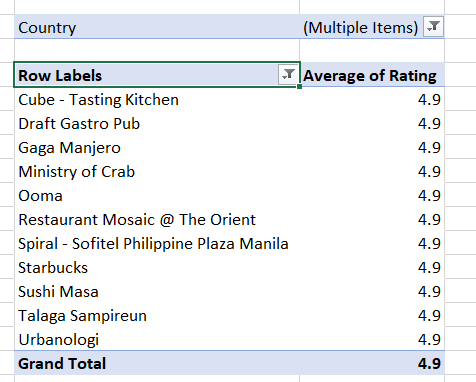 Country (Multiple Items)
Row Labels Average of Rating
Cube - Tasting Kitchen 4.9
Draft Gastro Pub 4.9
Gaga Manjero 4.9
Ministry of Crab 4.9
Ooma 4.9
Restaurant Mosaic @ The Orient 4.9
Spiral - Sofitel Philippine Plaza Manila 4.9
Starbucks 4.9
Sushi Masa 4.9
Talaga Sampireun 4.9
Urbanologi 4.9
Grand Total 4.9